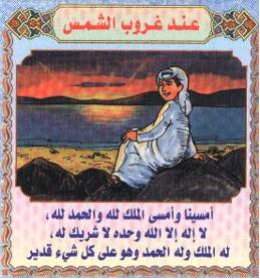 عند غروب الشمس
أمسينا وأمسى الملك لله والحمد لله،
لا إله إلا الله وحده لا شريك له،
له الملك وله الحمد وهو على كل شيء قدير